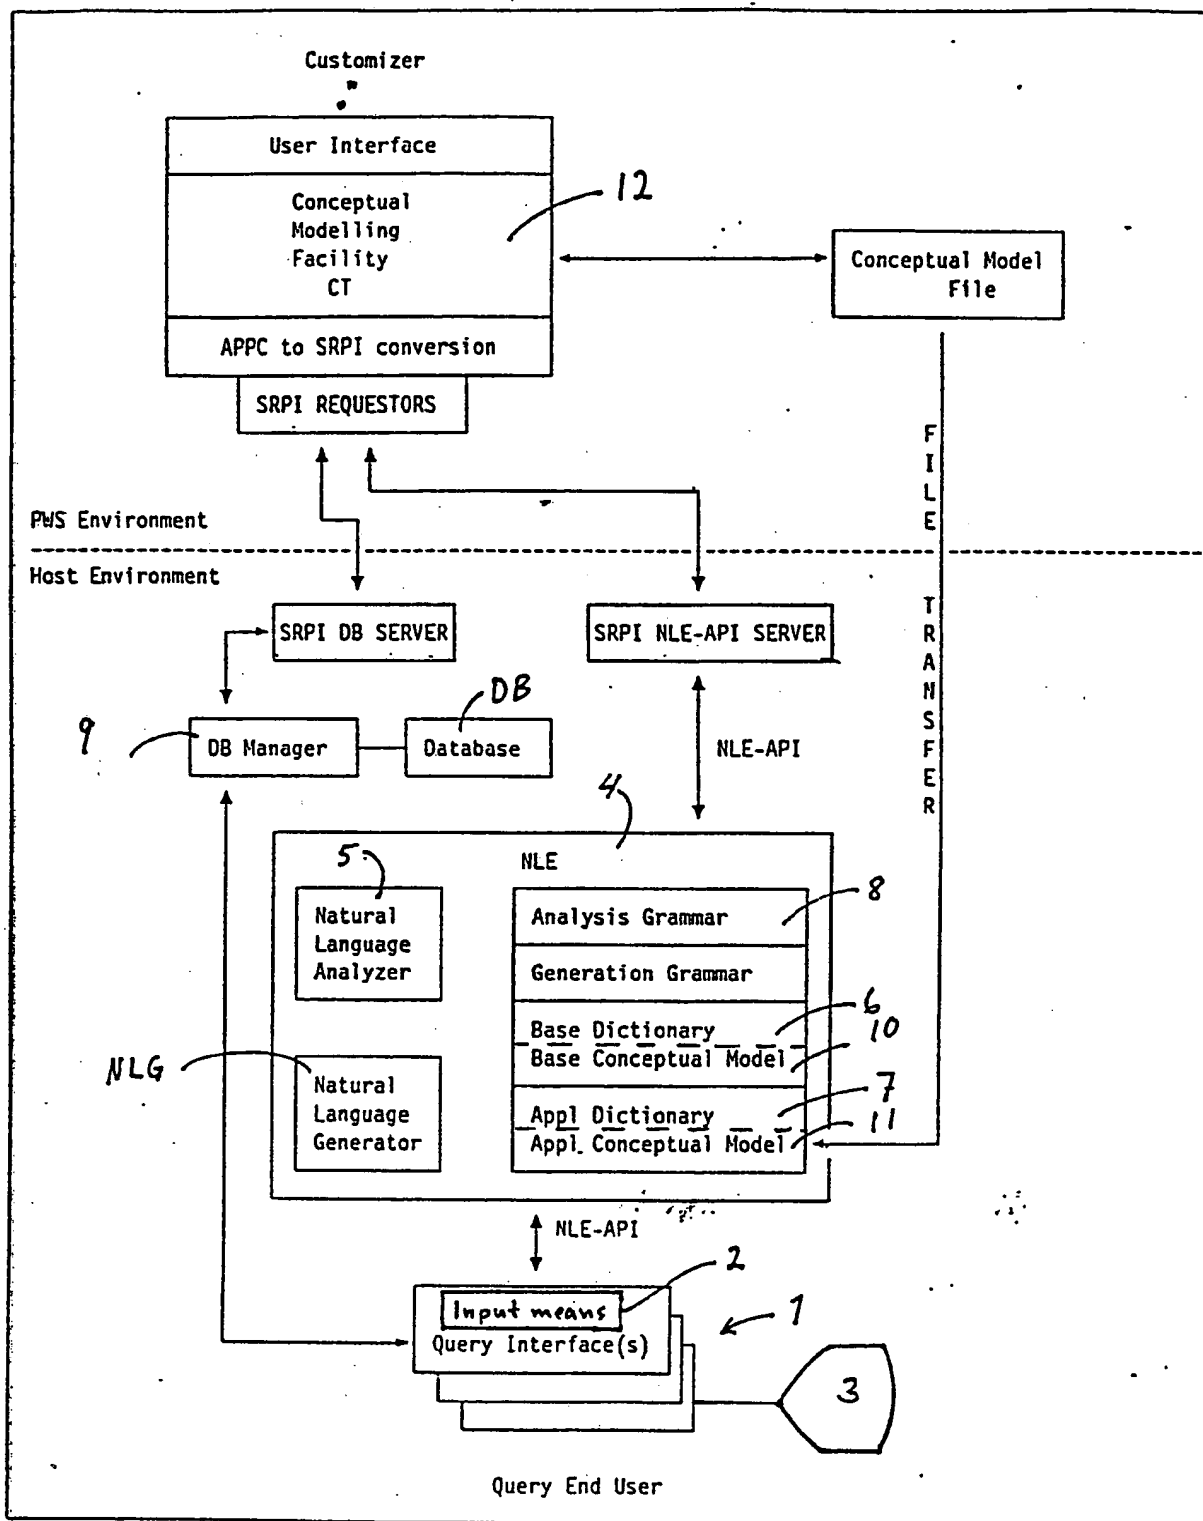 Customizer
User Interface
Conceptual
Modelling
Facility
CT
12
Conceptual Model
File
APPC to SRPI conversion
SRPI REQUESTORS
FILE
PWS Environment
Host Environment
TRANSFER
SRPI DB SERVER
SRPI NLE-API SERVER
DB
9
DB Manager
Database
NLE-API
4
NLE
5
Natural
Language
Analyzer
8
Analysis Grammar
Generation Grammar
6
Base Dictionary
10
Base Conceptual Model
NLG
Natural
Language
Generator
7
Appl Dictionary
11
Appl. Conceptual Model
NLE-API
2
Input means
1
Query Interface(s)
3
Query End User